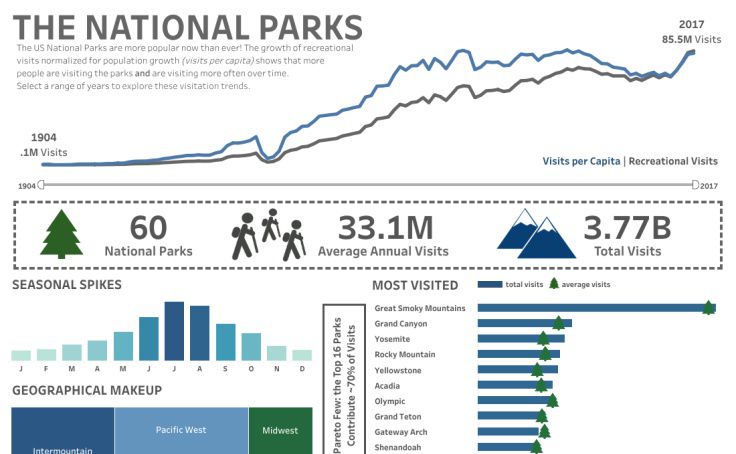 THE NATIONAL PARKS
The US National Parks are more popular now than ever! The growth of recreational
visits normalized for population growth (visits per capita) shows that more
people are visiting the parks and are visiting more often over time.
Select a range of years to explore these visitation trends.
2017
85.5M Visits
1904
.1M Visits
Visits per Capita | Recreational Visits
1904
2017
60
National Parks
33.1M
Average Annual Visits
3.77B
Total Visits
SEASONAL SPIKES
J F M A M J J A S O N D
GEOGRAPHICAL MAKEUP
Intermountain
Pacific West
Midwest
Pareto Few: the Top 16 Parks
Contribute ~70% of Visits
MOST VISITED
total visits
average visits
Great Smoky Mountains
Grand Canyon
Yosemite
Rocky Mountain
Yellowstone
Acadia
Olympic
Grand Teton
Gateway Arch
Shenandoah